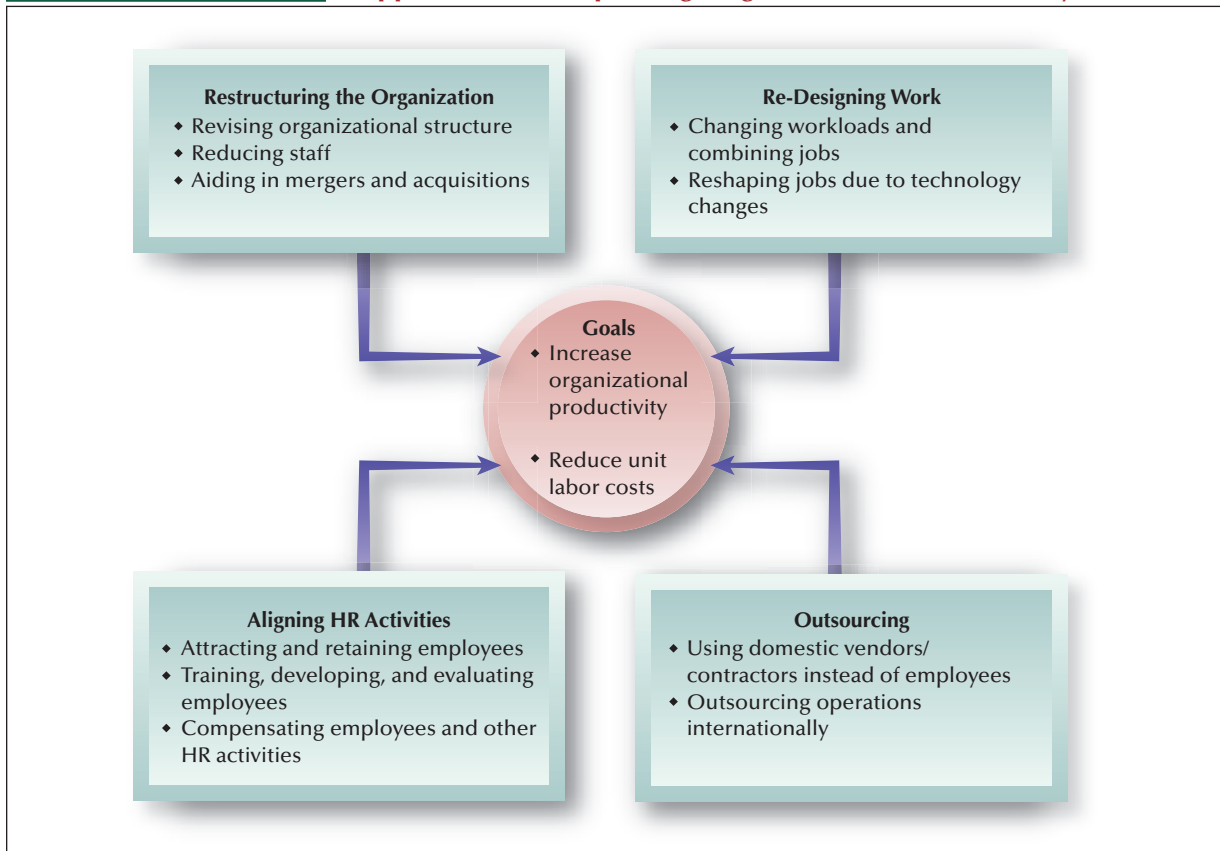 Restructuring the Organization
◆ Revising organizational structure
◆ Reducing staff
◆ Aiding in mergers and acquisitions
Re-Designing Work
◆ Changing workloads and
combining jobs
◆ Reshaping jobs due to technology
changes
Goals
◆ Increase
organizational
productivity
◆ Reduce unit
labor costs
Aligning HR Activities
◆ Attracting and retaining employees
◆ Training, developing, and evaluating
employees
◆ Compensating employees and other
HR activities
Outsourcing
◆ Using domestic vendors/
contractors instead of employees
◆ Outsourcing operations
internationally